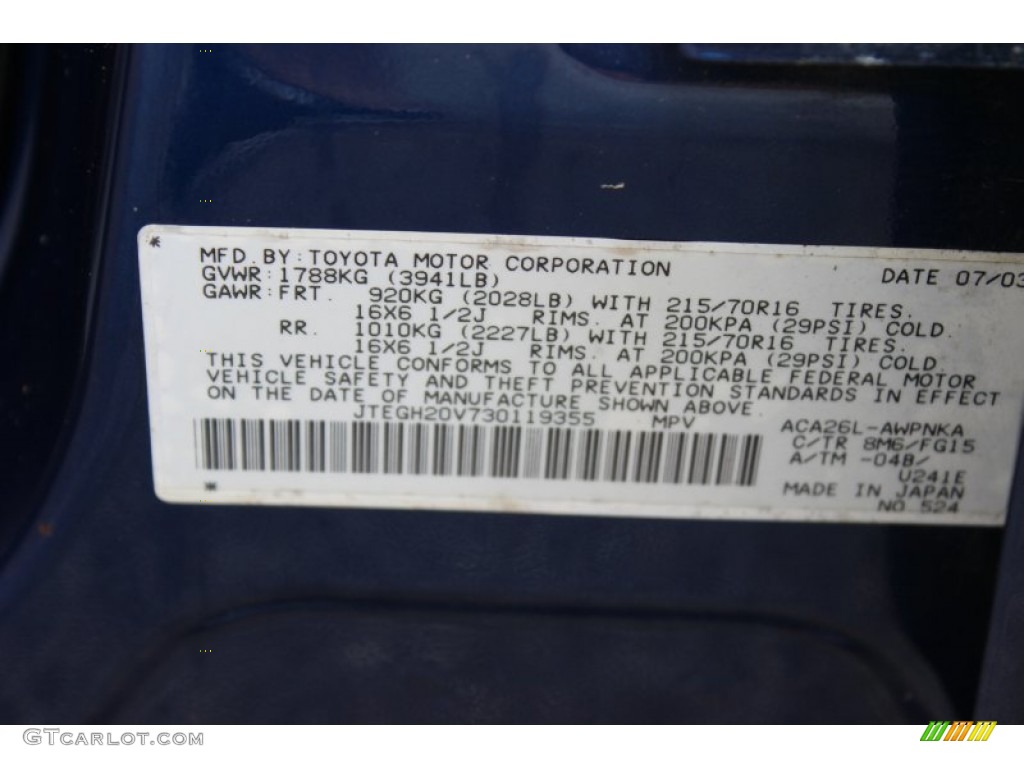 MFD. BY: TOYOTA MOTOR CORPORATION DATE 07/03
GVWR: 1788KG (3941LB)
GAWR: FRT. 920KG (2028LB) WITH 215/70R16 TIRES.
16X6 1/2J RIMS. AT 200KPA (29PSI) COLD.
RR. 1010KG (2227LB) WITH 215/70R16 TIRES.
16X6 1/2J RIMS. AT 200KPA (29PSI) COLD.
THIS VEHICLE CONFORMS TO ALL APPLICABLE FEDERAL MOTOR
VEHICLE SAFETY AND THEFT PREVENTION STANDARDS IN EFFECT
ON THE DATE OF MANUFACTURE SHOWN ABOVE.
JTEGH20V730119355 MPV
ACA26L-AWPNKA
C/TR 8M6/FG15
A/TM -04B/
U241E
MADE IN JAPAN
NO. 524
GTCarLot.com